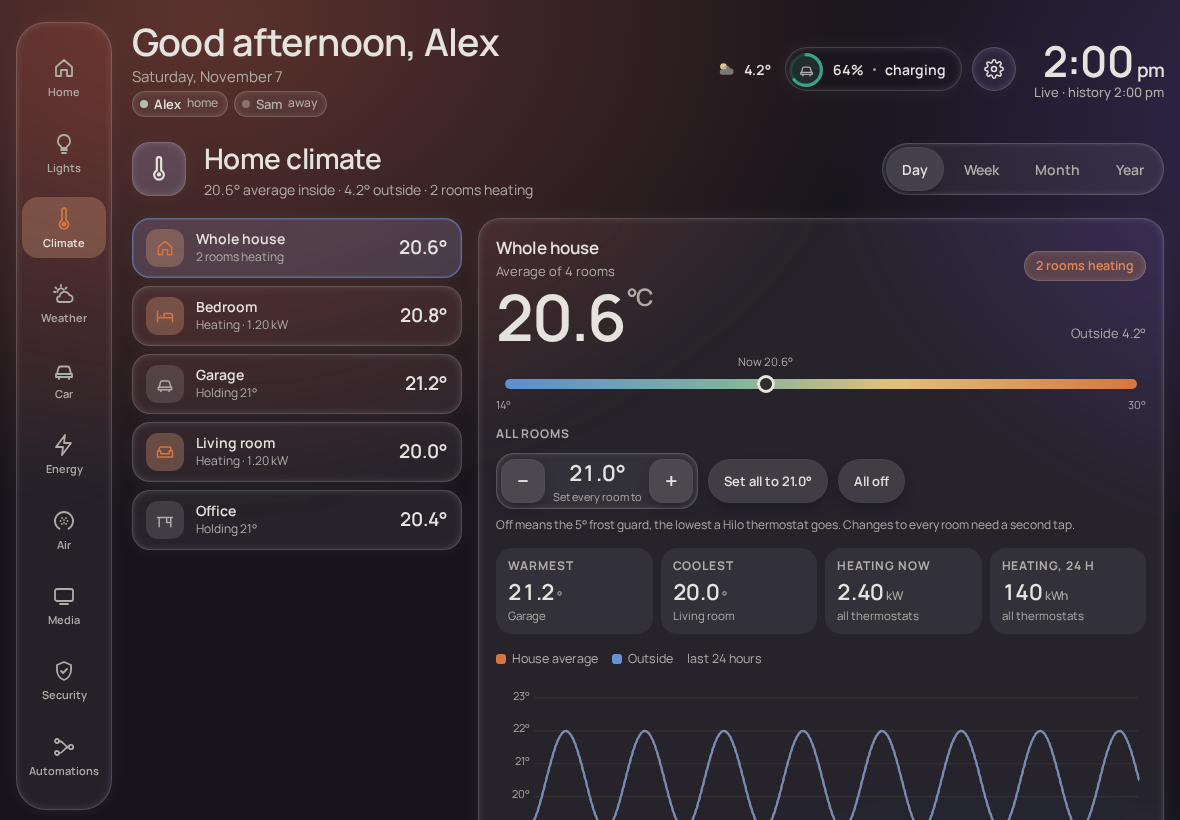 Good afternoon, Alex
Saturday, November 7
Alex home
Sam away
4.2°
64% · charging
2:00 pm
Live · history 2:00 pm
Home
Lights
Climate
Weather
Car
Energy
Air
Media
Security
Automations
Home climate
20.6° average inside · 4.2° outside · 2 rooms heating
Day
Week
Month
Year
Whole house
2 rooms heating
20.6°
Bedroom
Heating · 1.20 kW
20.8°
Garage
Holding 21°
21.2°
Living room
Heating · 1.20 kW
20.0°
Office
Holding 21°
20.4°
Whole house
Average of 4 rooms
2 rooms heating
20.6 °C
Outside 4.2°
Now 20.6°
14°
30°
ALL ROOMS
−
21.0°
Set every room to
+
Set all to 21.0°
All off
Off means the 5° frost guard, the lowest a Hilo thermostat goes. Changes to every room need a second tap.
WARMEST
21.2 °
Garage
COOLEST
20.0 °
Living room
HEATING NOW
2.40 kW
all thermostats
HEATING, 24 H
140 kWh
all thermostats
House average
Outside
last 24 hours
23°
22°
21°
20°